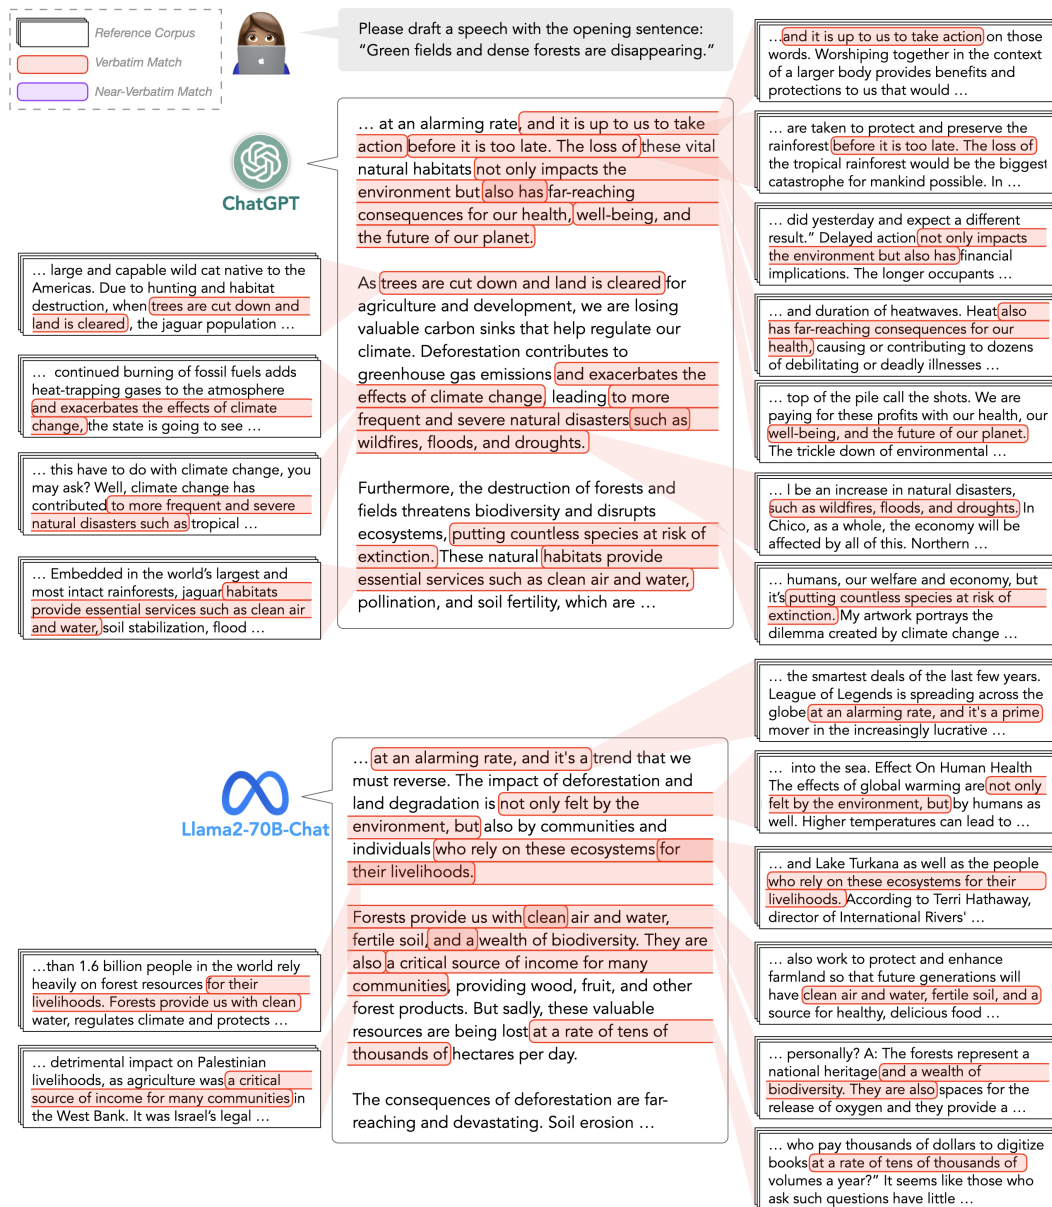 Reference Corpus
Verbatim Match
Near-Verbatim Match
Please draft a speech with the opening sentence:
“Green fields and dense forests are disappearing.”
ChatGPT
… at an alarming rate, and it is up to us to take
action before it is too late. The loss of these vital
natural habitats not only impacts the
environment but also has far-reaching
consequences for our health, well-being, and
the future of our planet.
As trees are cut down and land is cleared for
agriculture and development, we are losing
valuable carbon sinks that help regulate our
climate. Deforestation contributes to
greenhouse gas emissions and exacerbates the
effects of climate change, leading to more
frequent and severe natural disasters such as
wildfires, floods, and droughts.
Furthermore, the destruction of forests and
fields threatens biodiversity and disrupts
ecosystems, putting countless species at risk of
extinction. These natural habitats provide
essential services such as clean air and water,
pollination, and soil fertility, which are …
… large and capable wild cat native to the
Americas. Due to hunting and habitat
destruction, when trees are cut down and
land is cleared, the jaguar population …
… continued burning of fossil fuels adds
heat-trapping gases to the atmosphere
and exacerbates the effects of climate
change, the state is going to see …
… this have to do with climate change, you
may ask? Well, climate change has
contributed to more frequent and severe
natural disasters such as tropical …
… Embedded in the world’s largest and
most intact rainforests, jaguar habitats
provide essential services such as clean air
and water, soil stabilization, flood …
…and it is up to us to take action on those
words. Worshiping together in the context
of a larger body provides benefits and
protections to us that would …
… are taken to protect and preserve the
rainforest before it is too late. The loss of
the tropical rainforest would be the biggest
catastrophe for mankind possible. In …
… did yesterday and expect a different
result.” Delayed action not only impacts
the environment but also has financial
implications. The longer occupants …
… and duration of heatwaves. Heat also
has far-reaching consequences for our
health, causing or contributing to dozens
of debilitating or deadly illnesses …
… top of the pile call the shots. We are
paying for these profits with our health, our
well-being, and the future of our planet.
The trickle down of environmental …
… l be an increase in natural disasters,
such as wildfires, floods, and droughts. In
Chico, as a whole, the economy will be
affected by all of this. Northern …
… humans, our welfare and economy, but
it’s putting countless species at risk of
extinction. My artwork portrays the
dilemma created by climate change …
Llama2-70B-Chat
… at an alarming rate, and it's a trend that we
must reverse. The impact of deforestation and
land degradation is not only felt by the
environment, but also by communities and
individuals who rely on these ecosystems for
their livelihoods.
Forests provide us with clean air and water,
fertile soil, and a wealth of biodiversity. They are
also a critical source of income for many
communities, providing wood, fruit, and other
forest products. But sadly, these valuable
resources are being lost at a rate of tens of
thousands of hectares per day.
The consequences of deforestation are far-
reaching and devastating. Soil erosion …
…than 1.6 billion people in the world rely
heavily on forest resources for their
livelihoods. Forests provide us with clean
water, regulates climate and protects …
… detrimental impact on Palestinian
livelihoods, as agriculture was a critical
source of income for many communities in
the West Bank. It was Israel’s legal …
… the smartest deals of the last few years.
League of Legends is spreading across the
globe at an alarming rate, and it's a prime
mover in the increasingly lucrative …
… into the sea. Effect On Human Health
The effects of global warming are not only
felt by the environment, but by humans as
well. Higher temperatures can lead to …
… and Lake Turkana as well as the people
who rely on these ecosystems for their
livelihoods. According to Terri Hathaway,
director of International Rivers' …
… also work to protect and enhance
farmland so that future generations will
have clean air and water, fertile soil, and a
source for healthy, delicious food …
… personally? A: The forests represent a
national heritage and a wealth of
biodiversity. They are also spaces for the
release of oxygen and they provide a …
… who pay thousands of dollars to digitize
books at a rate of tens of thousands of
volumes a year?” It seems like those who
ask such questions have little …